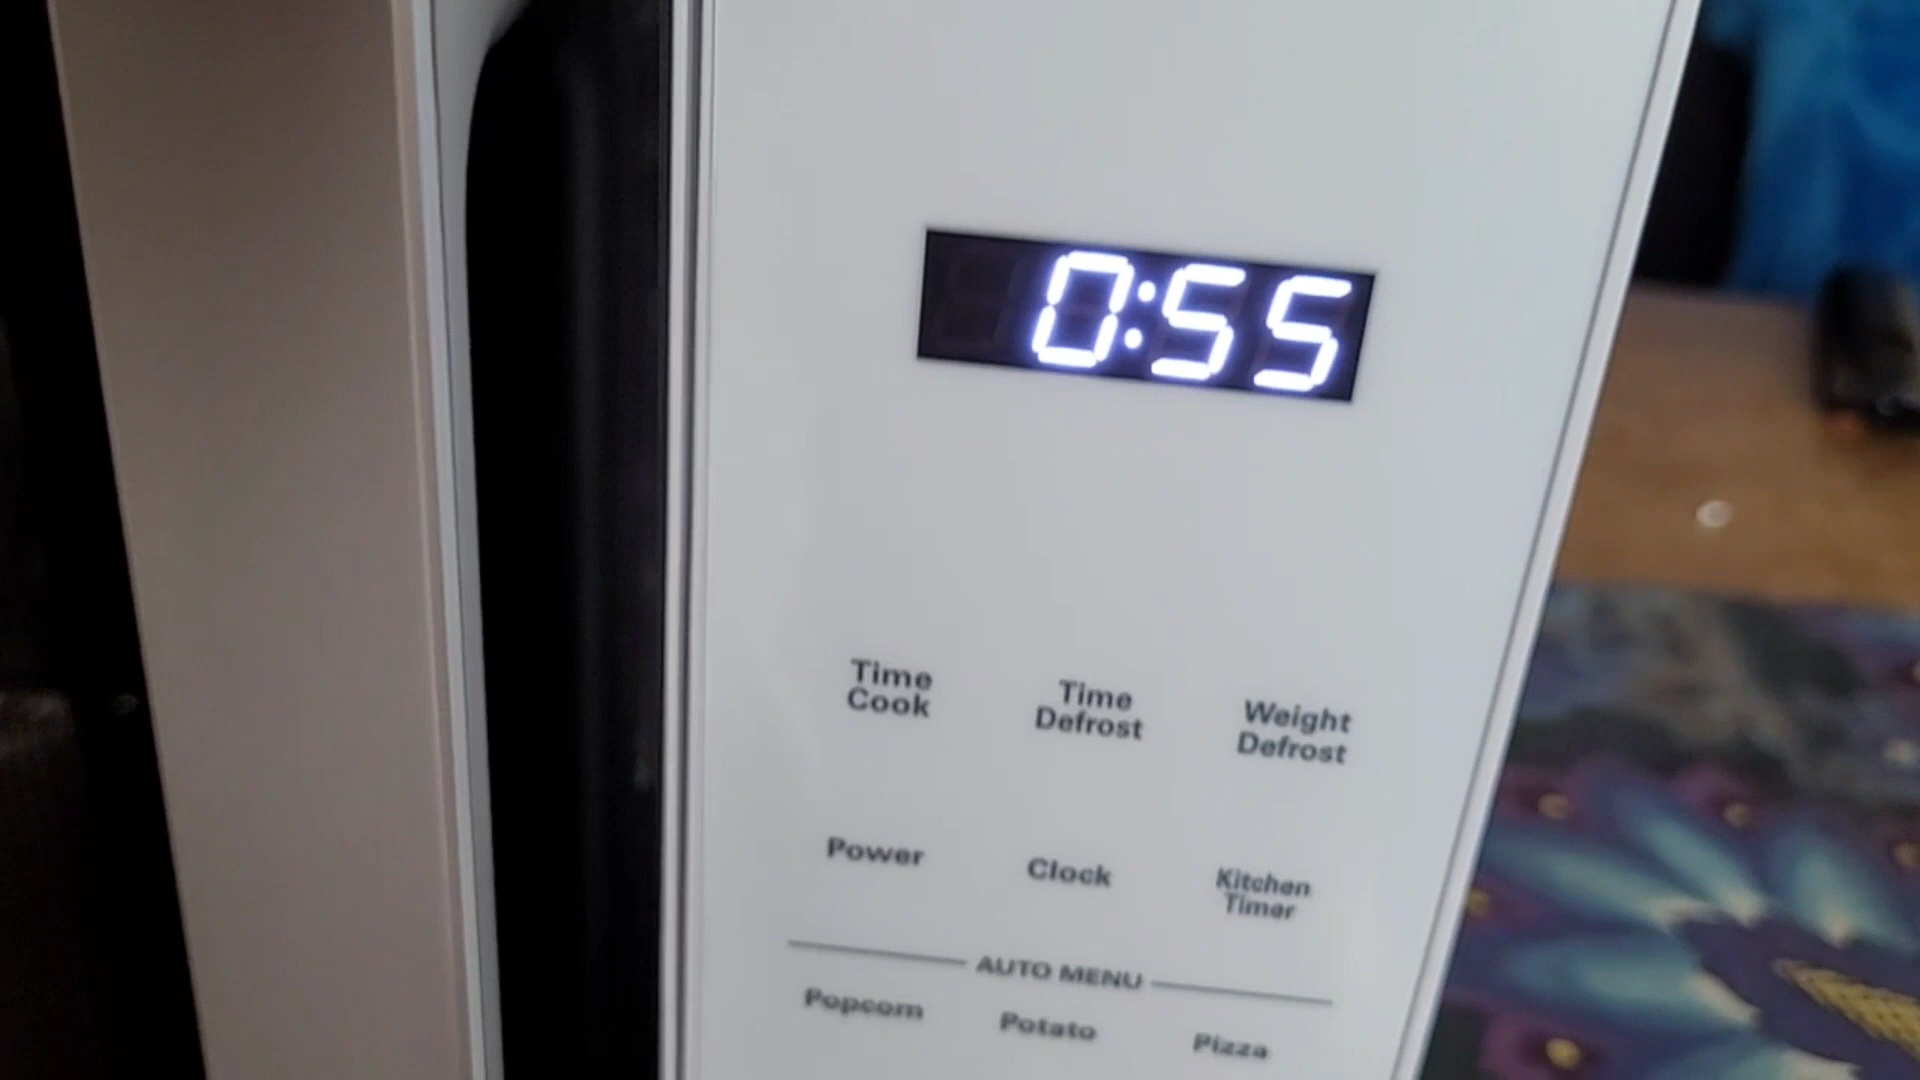 0:55
Time Cook
Time Defrost
Weight Defrost
Power
Clock
Kitchen Timer
AUTO MENU
Popcorn
Potato
Pizza